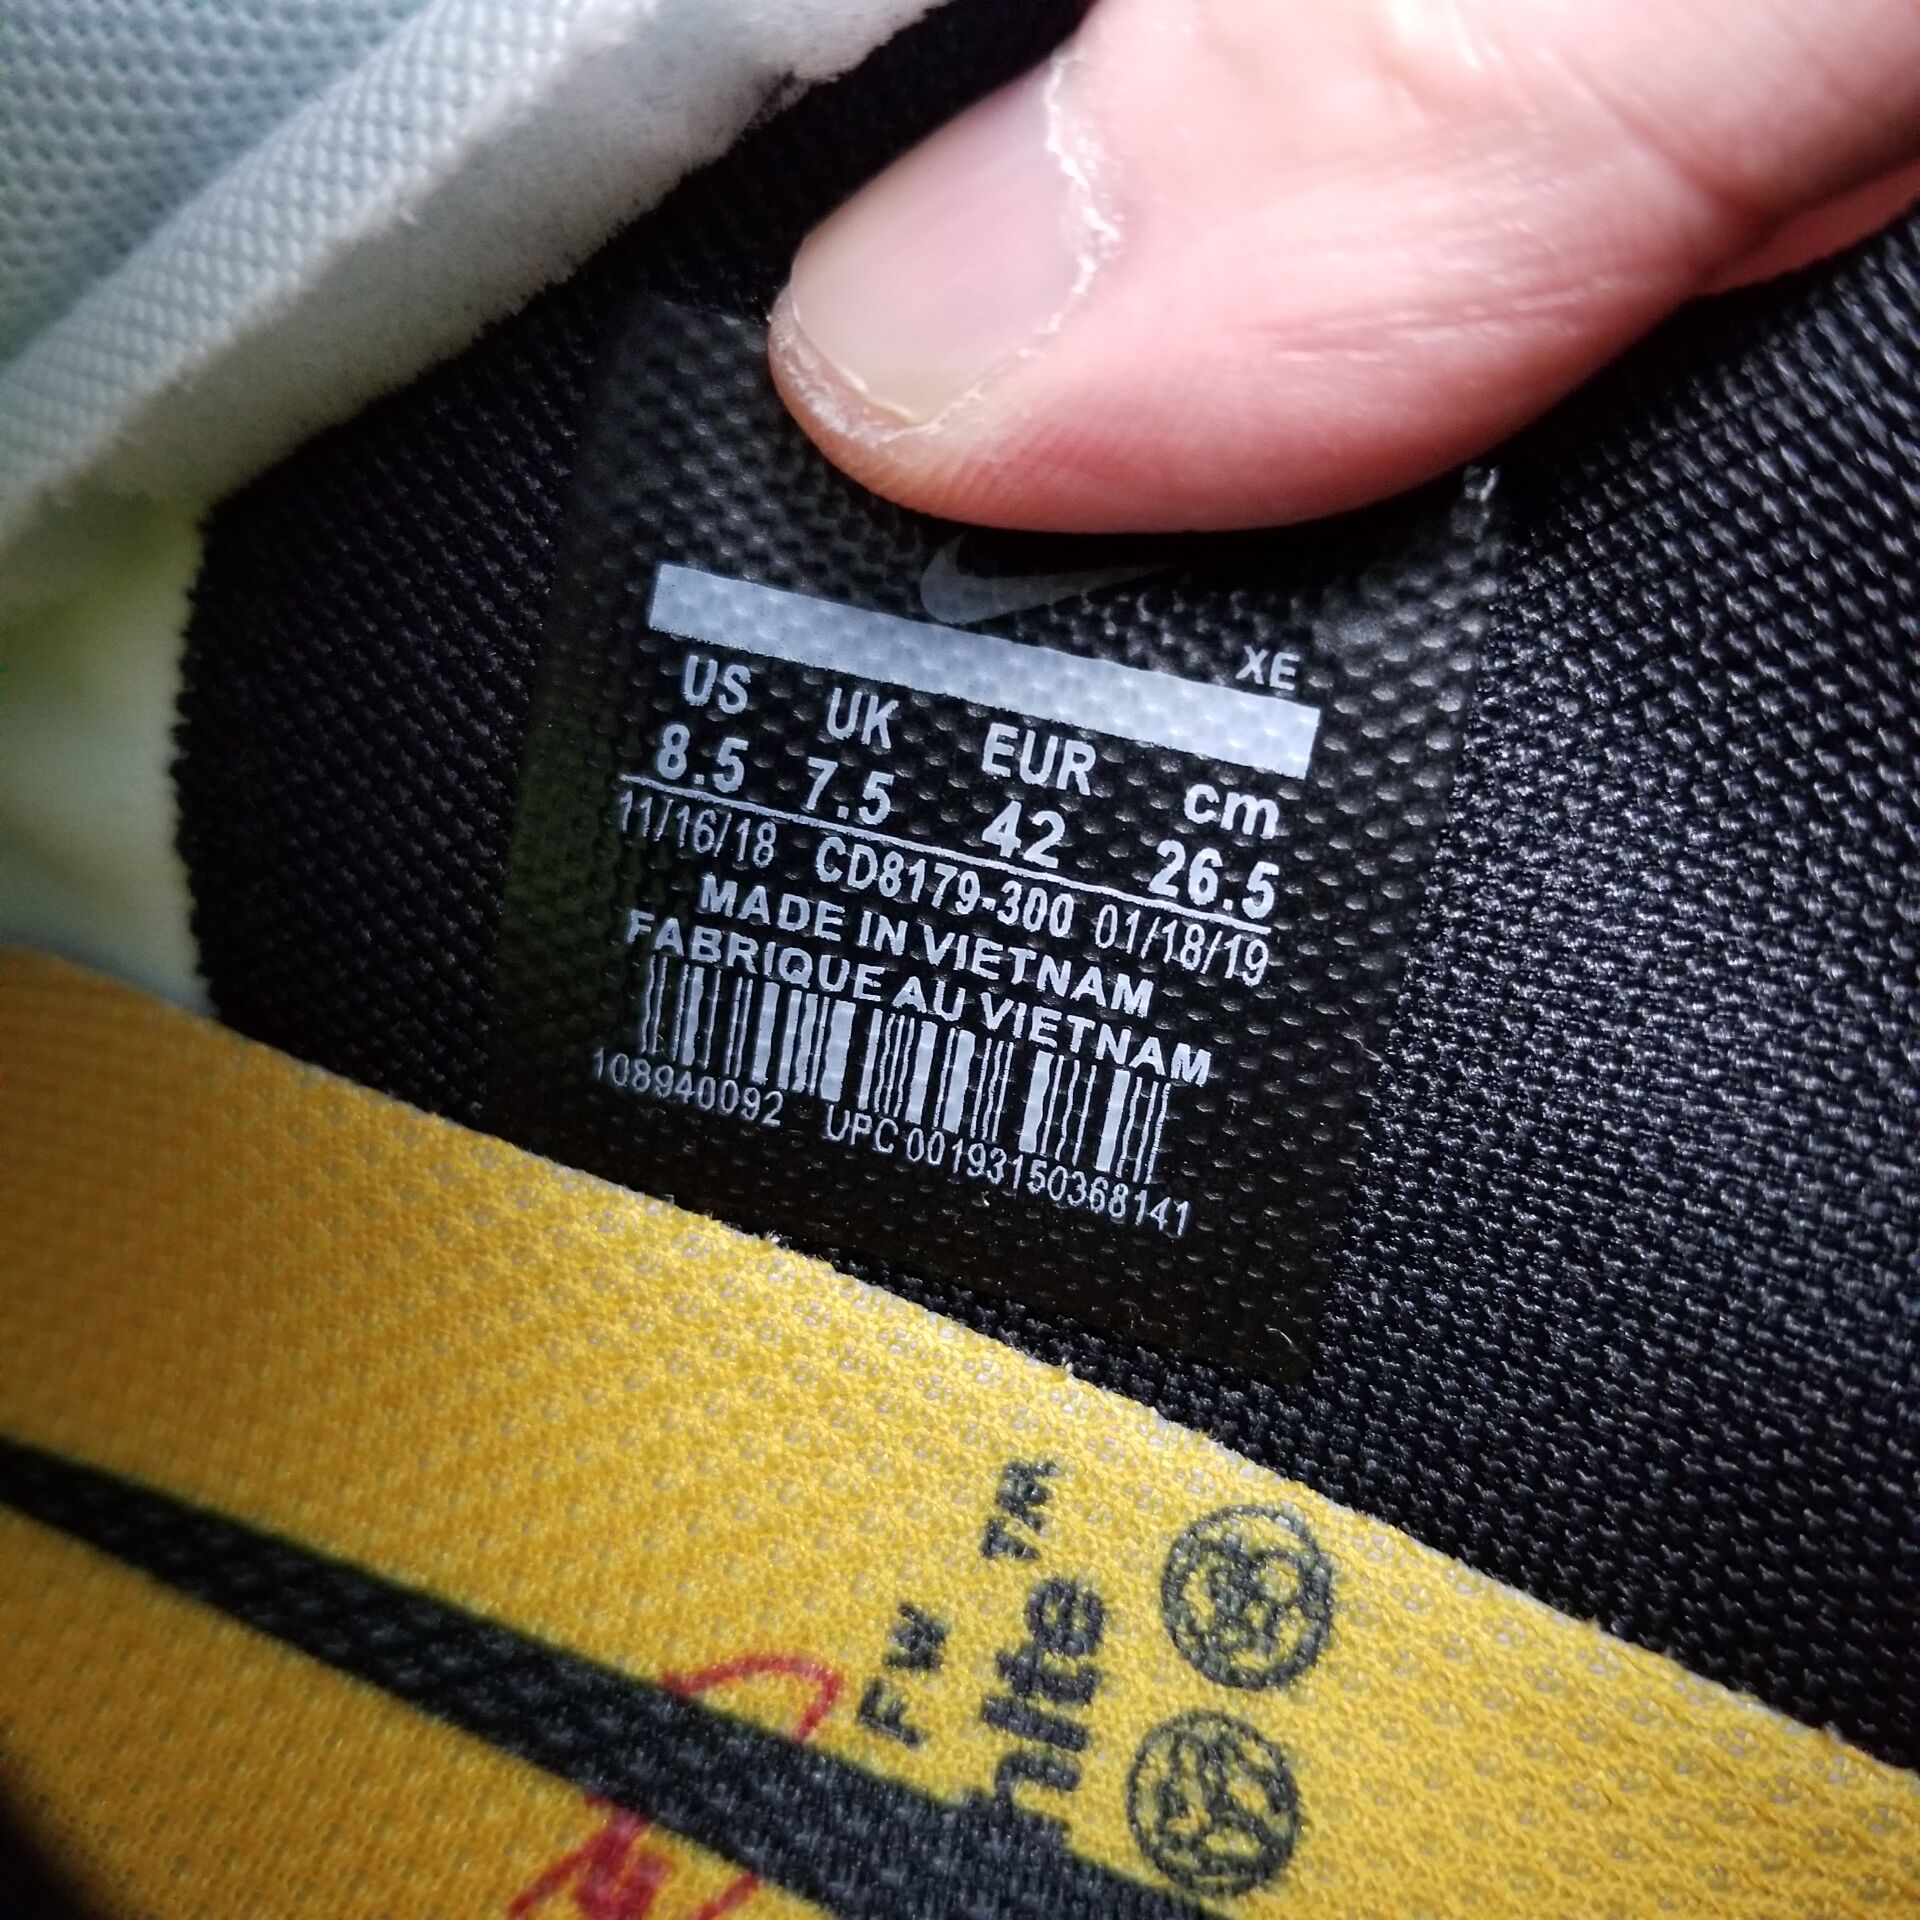 XE
US UK EUR cm
8.5 7.5 42 26.5
11/16/18 CD8179-300 01/18/19
MADE IN VIETNAM
FABRIQUE AU VIETNAM
108940092 UPC 00193150368141